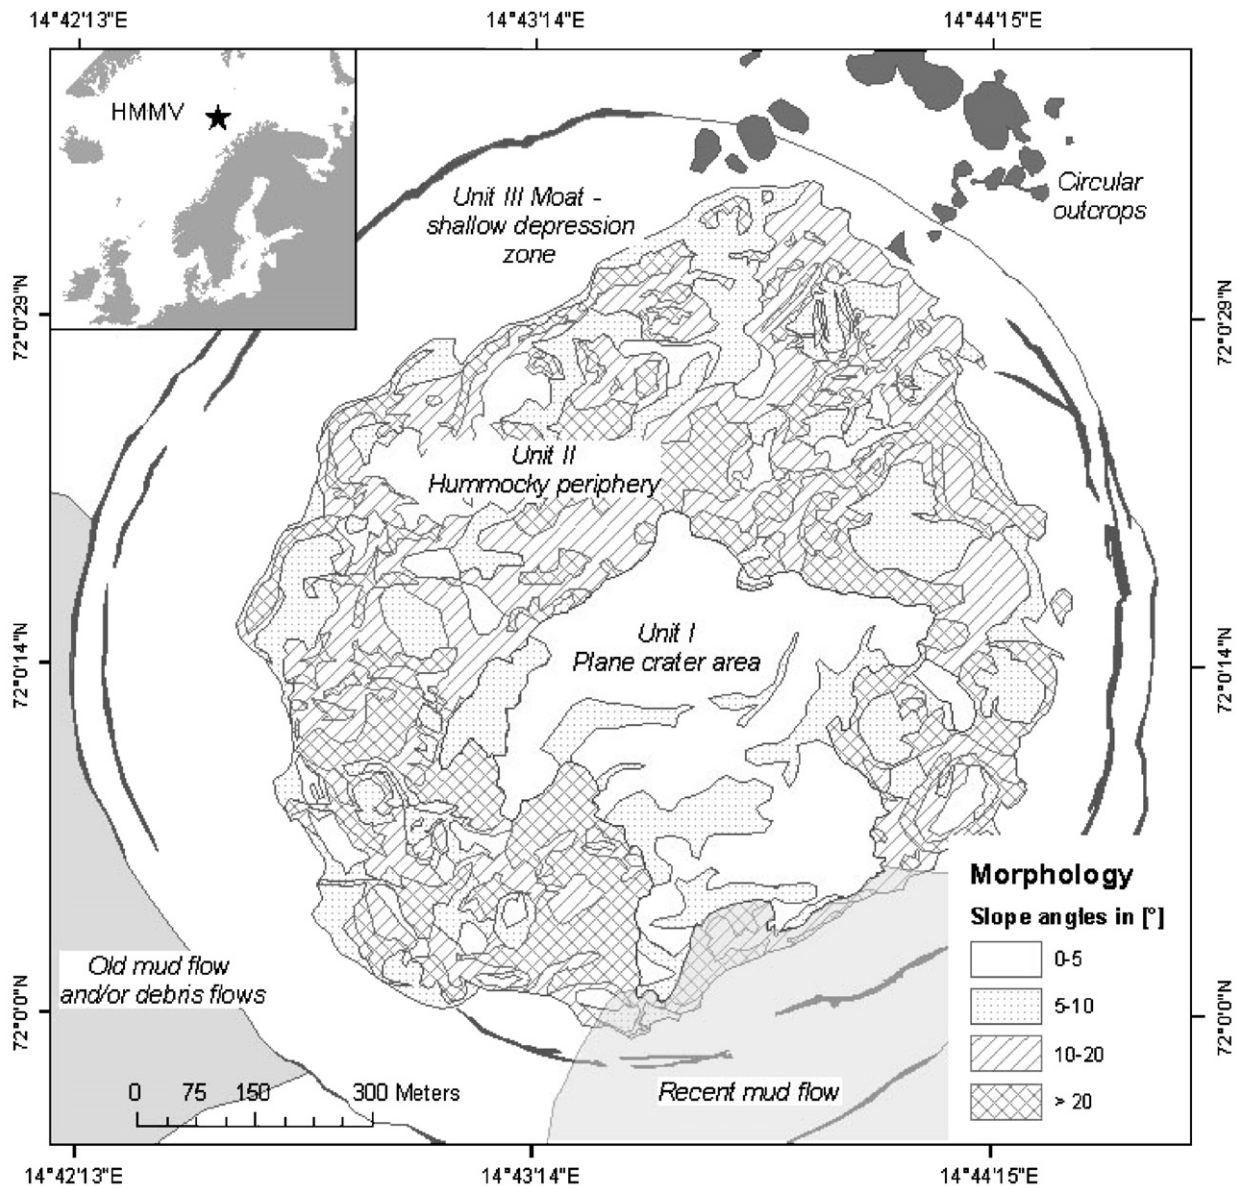 14°42'13"E
14°43'14"E
14°44'15"E
HMMV
Unit III Moat -
shallow depression
zone
Circular
outcrops
72°0'29"N
72°0'29"N
Unit II
Hummocky periphery
Unit I
Plane crater area
72°0'14"N
72°0'14"N
Old mud flow
and/or debris flows
Recent mud flow
72°0'0"N
72°0'0"N
0 75 150 300 Meters
Morphology
Slope angles in [°]
0-5
5-10
10-20
> 20
14°42'13"E
14°43'14"E
14°44'15"E